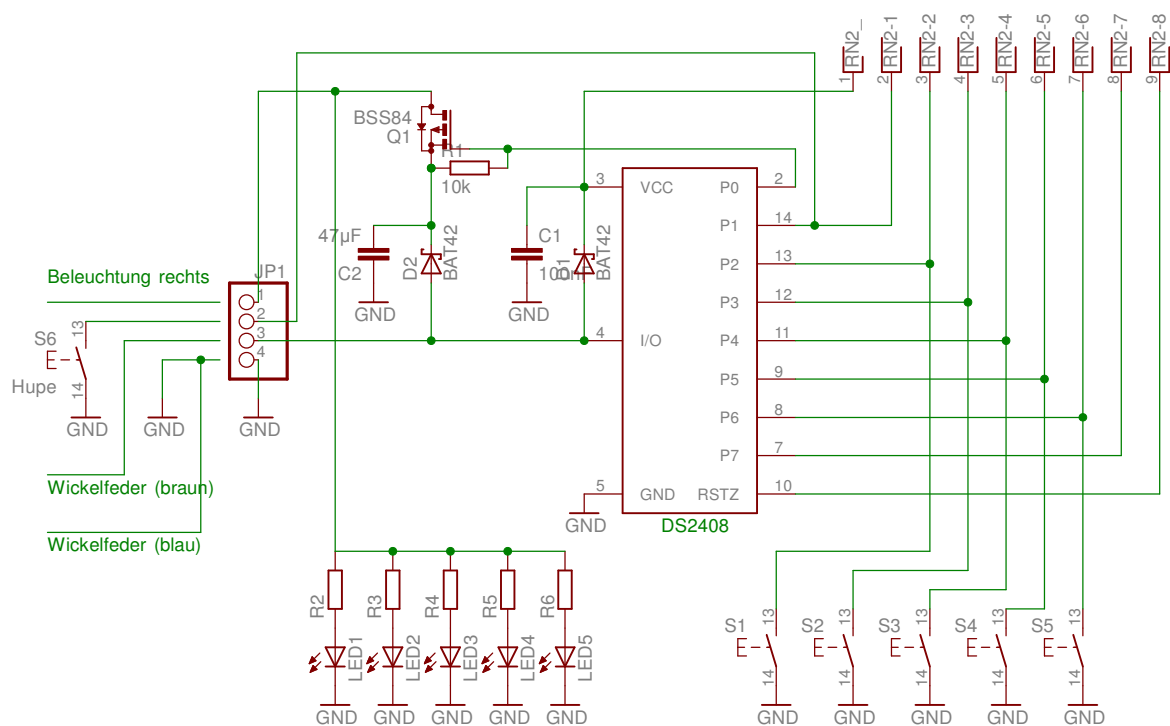 RN2_
RN2-1
RN2-2
RN2-3
RN2-4
RN2-5
RN2-6
RN2-7
RN2-8
1
2
3
4
5
6
7
8
9
BSS84
Q1
R1
10k
47µF
C2
GND
D2
BAT42
C1
100nF
GND
D1
BAT42
3
VCC
4
I/O
5
GND
GND
P0
2
P1
14
P2
13
P3
12
P4
11
P5
9
P6
8
P7
7
RSTZ
10
DS2408
Beleuchtung rechts
JP1
1
2
3
4
S6
13
Hupe
14
GND
GND
GND
Wickelfeder (braun)
Wickelfeder (blau)
R2
R3
R4
R5
R6
LED1
LED2
LED3
LED4
LED5
GND
GND
GND
GND
GND
S1
13
14
GND
S2
13
14
GND
S3
13
14
GND
S4
13
14
GND
S5
13
14
GND